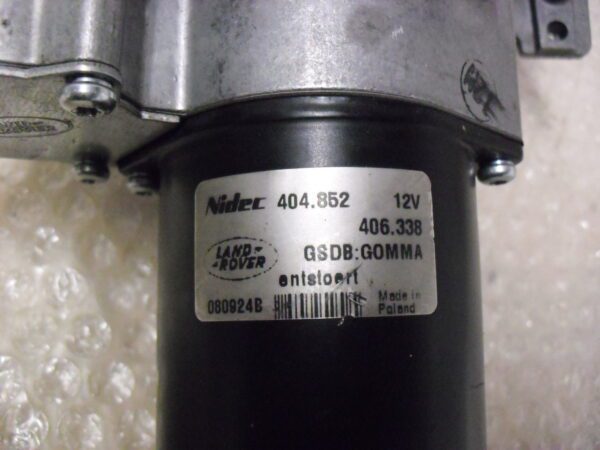 Nidec 404.852 12V
406.338
LAND-
-ROVER
GSDB:GOMMA
entstoert
080924B
Made in
Poland